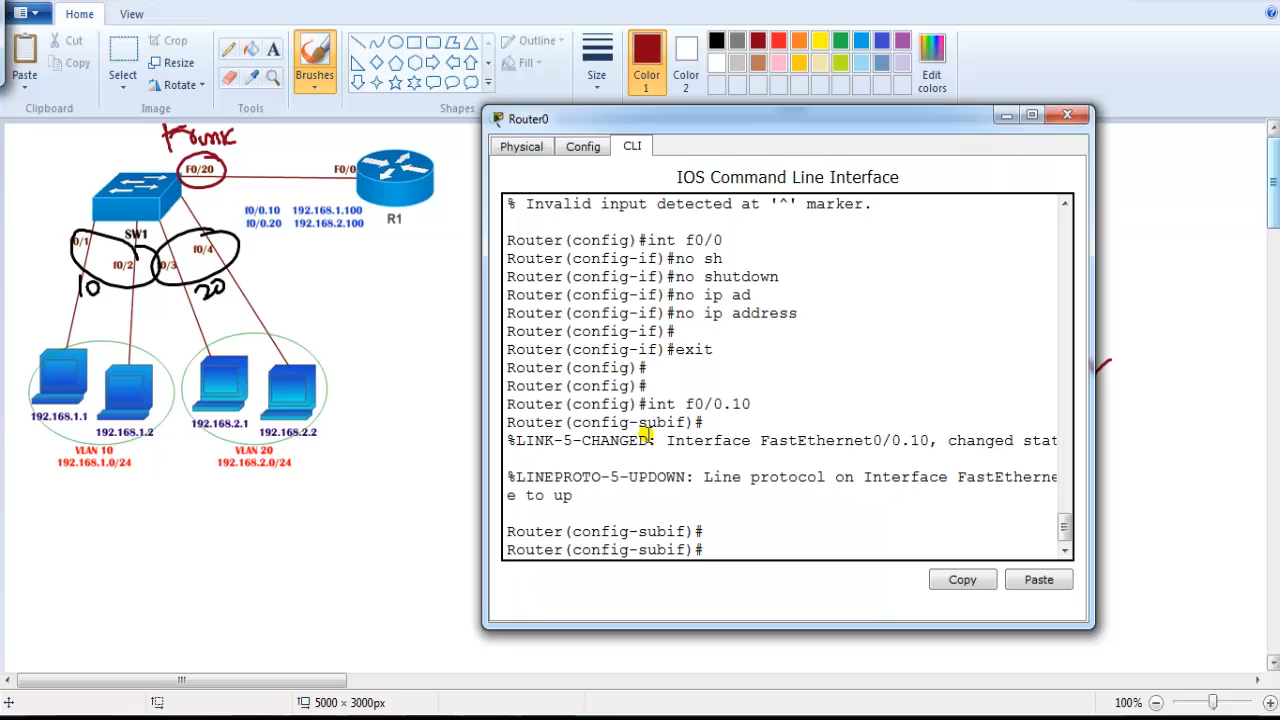 Home
View
Paste
Cut
Copy
Clipboard
Select
Crop
Resize
Rotate
Image
A
Tools
Brushes
Outline
Fill
Shapes
Size
Color
1
Color
2
Edit
colors
Trunk
F0/20
F0/0
f0/0.10 192.168.1.100
f0/0.20 192.168.2.100
R1
SW1
0/1
f0/2
0/3
f0/4
10
20
192.168.1.1
192.168.1.2
192.168.2.1
192.168.2.2
VLAN 10
192.168.1.0/24
VLAN 20
192.168.2.0/24
Router0
Physical
Config
CLI
IOS Command Line Interface
% Invalid input detected at '^' marker.
Router(config)#int f0/0
Router(config-if)#no sh
Router(config-if)#no shutdown
Router(config-if)#no ip ad
Router(config-if)#no ip address
Router(config-if)#
Router(config-if)#exit
Router(config)#
Router(config)#
Router(config)#int f0/0.10
Router(config-subif)#
%LINK-5-CHANGED: Interface FastEthernet0/0.10, changed stat
%LINEPROTO-5-UPDOWN: Line protocol on Interface FastEtherne
e to up
Router(config-subif)#
Router(config-subif)#
Copy
Paste
5000 × 3000px
100%